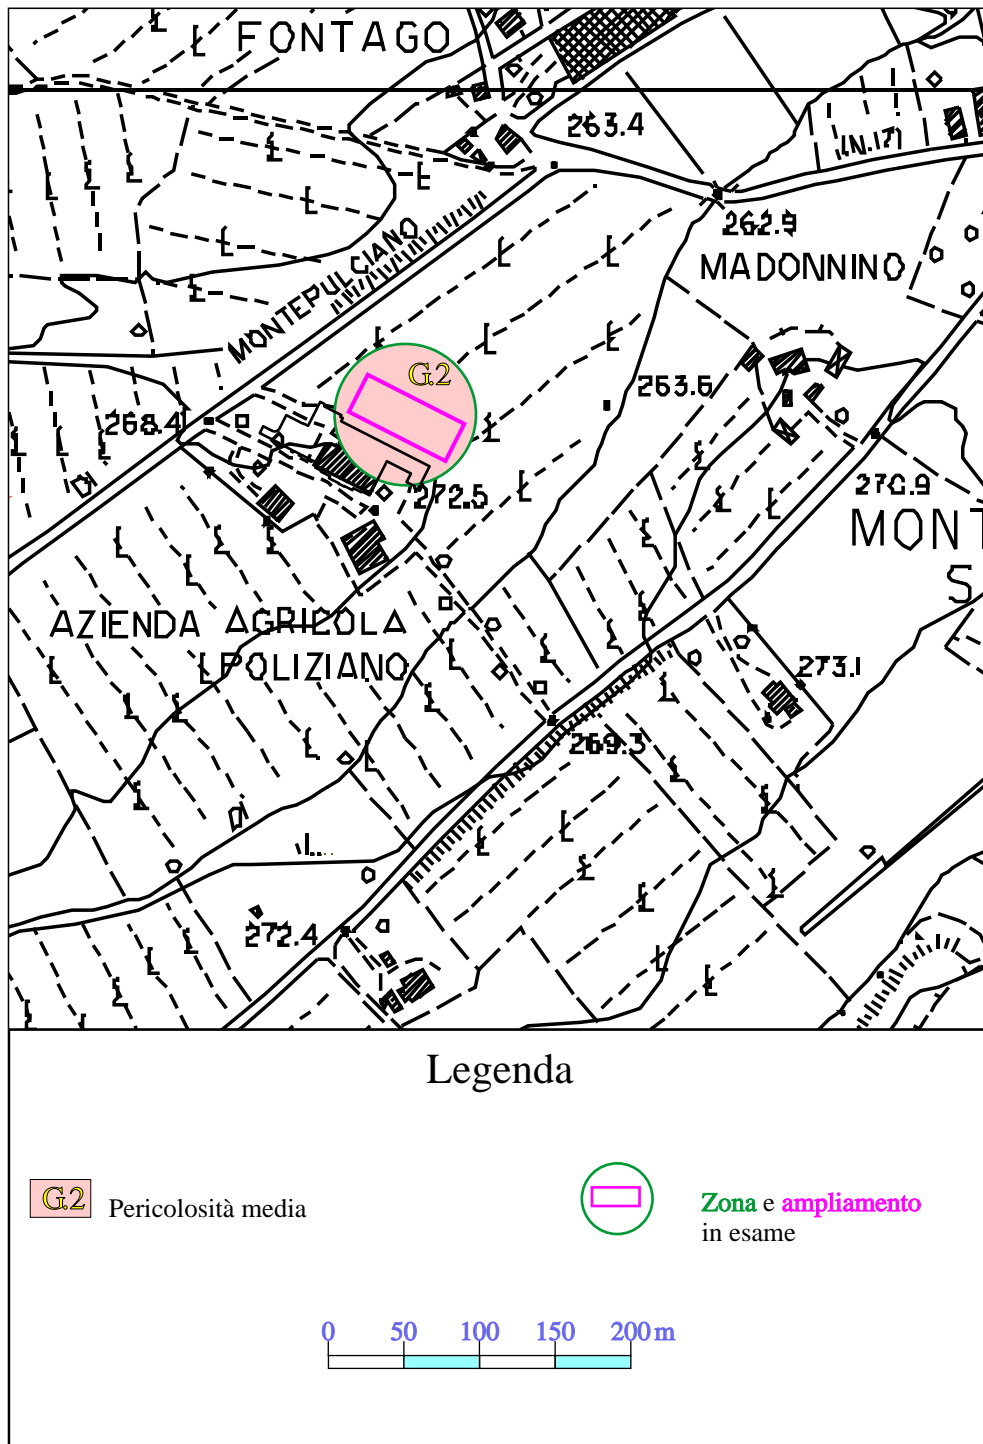 FONTAGO
263.4
(N.17)
262.9
MONTEPULCIANO
MADONNINO
G.2
263.6
268.4
272.5
270.9
MONT
S
AZIENDA AGRICOLA
POLIZIANO
273.1
269.3
272.4
Legenda
G.2 Pericolosità media
Zona e ampliamento
in esame
0 50 100 150 200 m